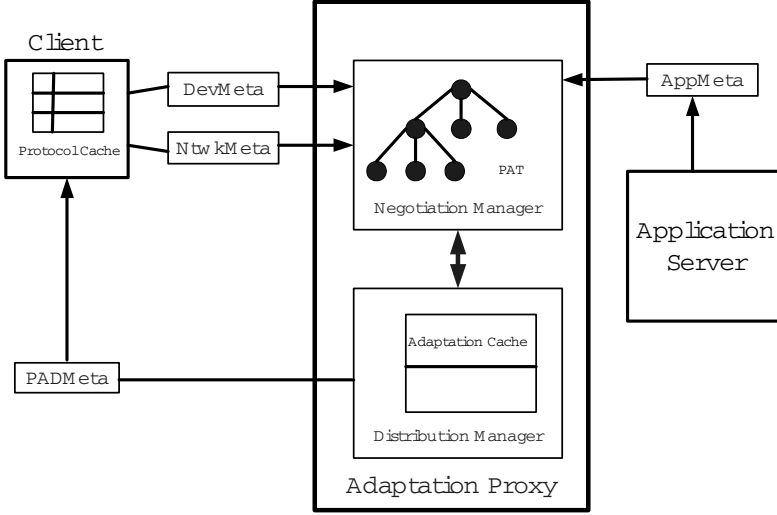 Client
DevMeta
AppMeta
ProtocolCache
NtwkMeta
PAT
Negotiation Manager
Application
Server
Adaptation Cache
PADMeta
Distribution Manager
Adaptation Proxy